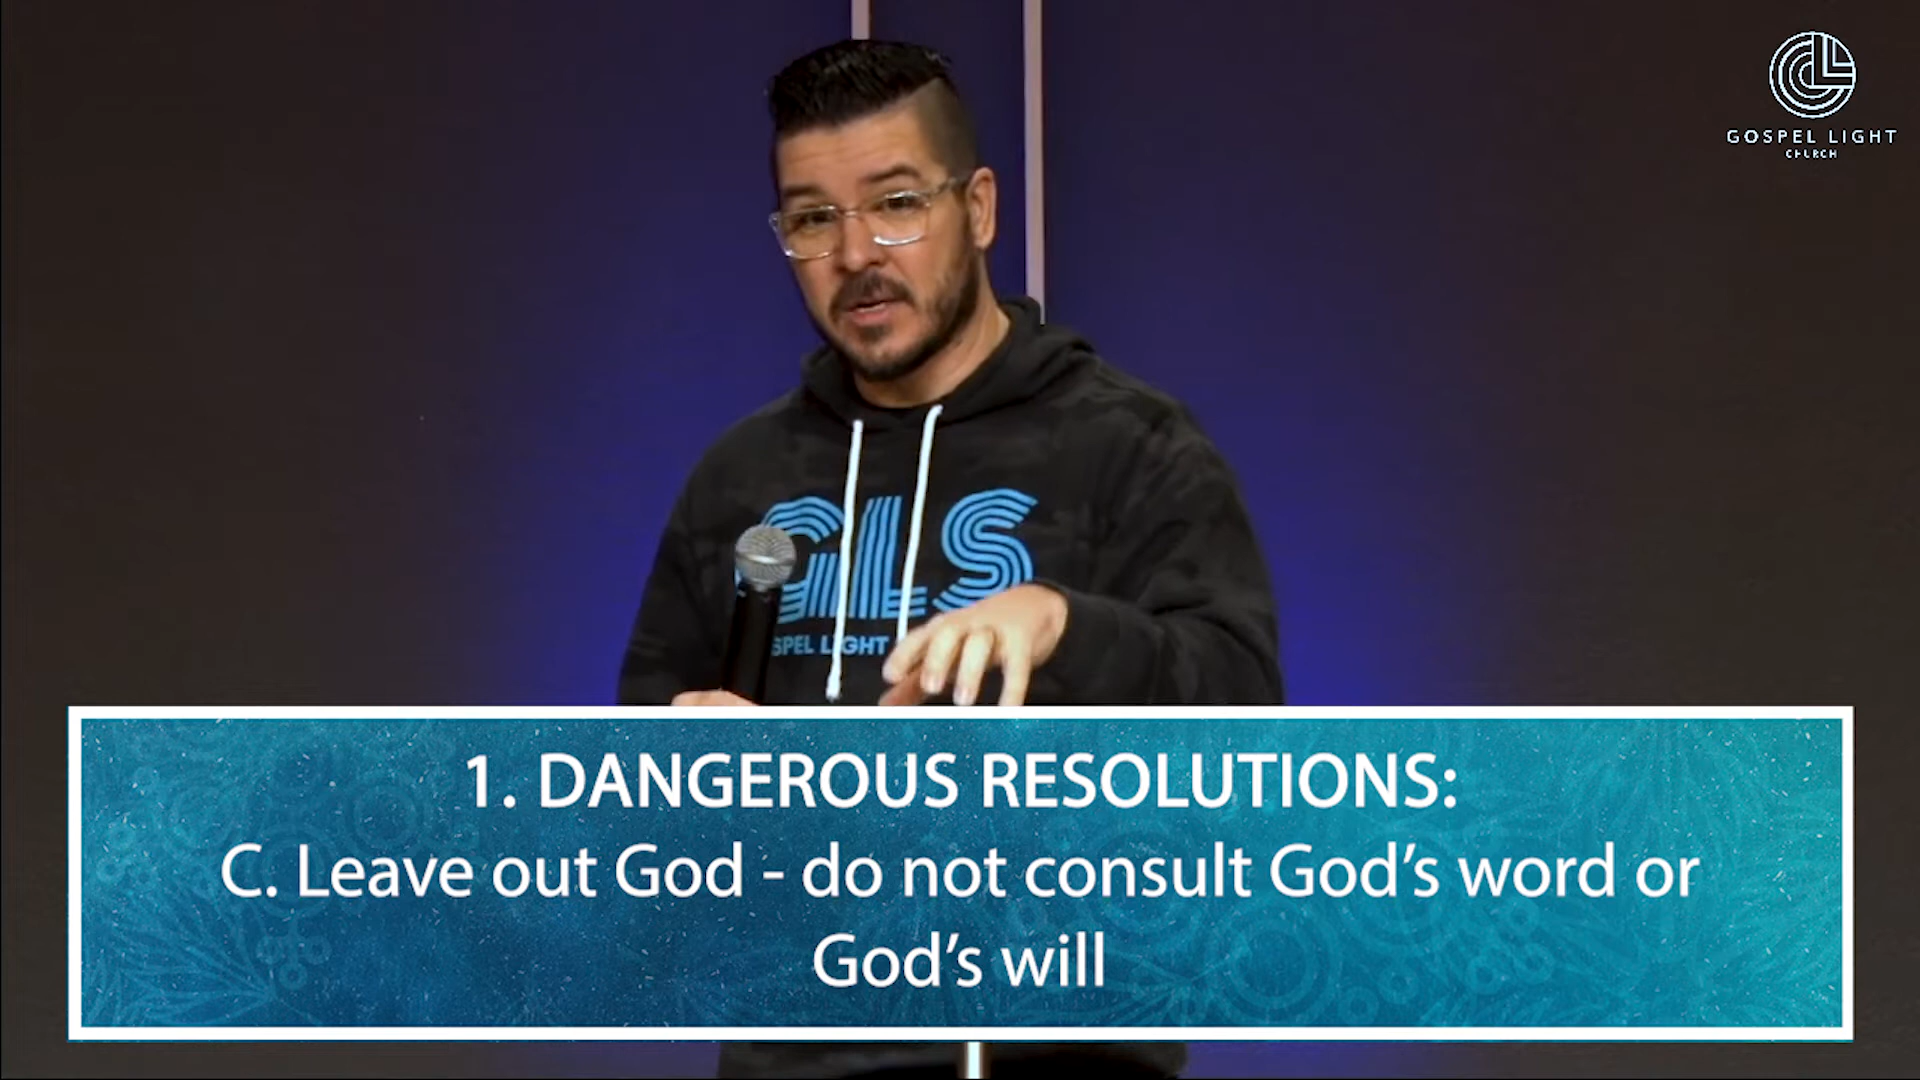 GOSPEL LIGHT
CHURCH
GLS
SPEL LIGHT
1. DANGEROUS RESOLUTIONS:
C. Leave out God - do not consult God’s word or
God’s will